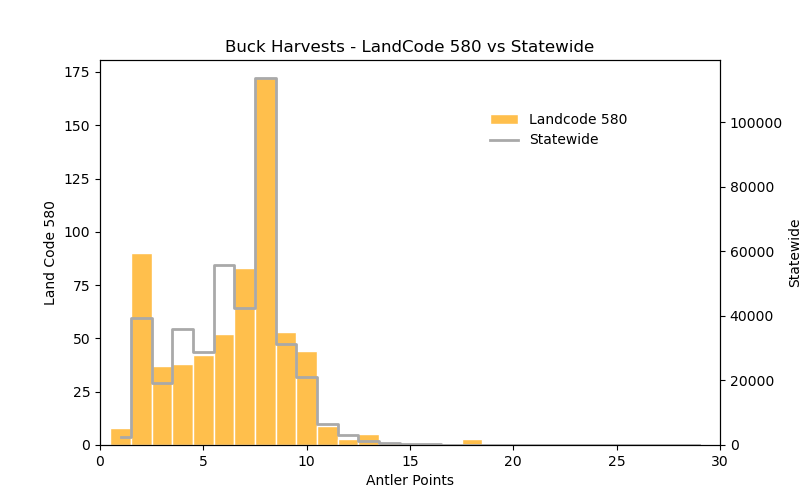 Buck Harvests - LandCode 580 vs Statewide
Land Code 580
175
150
125
100
75
50
25
0
Landcode 580
Statewide
100000
80000
60000
40000
20000
0
Statewide
0 5 10 15 20 25 30
Antler Points